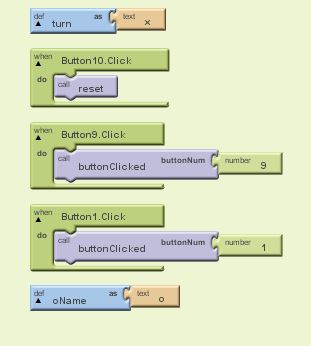 def turn as text x
when Button10.Click
do call reset
when Button9.Click
do call buttonClicked buttonNum number 9
when Button1.Click
do call buttonClicked buttonNum number 1
def oName as text o